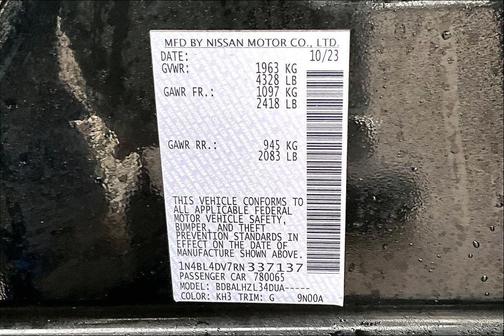 MFD BY NISSAN MOTOR CO., LTD.
DATE: 10/23
GVWR: 1963 KG
4328 LB
GAWR FR.: 1097 KG
2418 LB
GAWR RR.: 945 KG
2083 LB
THIS VEHICLE CONFORMS TO
ALL APPLICABLE FEDERAL
MOTOR VEHICLE SAFETY,
BUMPER, AND THEFT
PREVENTION STANDARDS IN
EFFECT ON THE DATE OF
MANUFACTURE SHOWN ABOVE.
1N4BL4DV7RN337137
PASSENGER CAR 780065
MODEL: BDBALHZL34DUA-----
COLOR: KH3 TRIM: G 9N00A